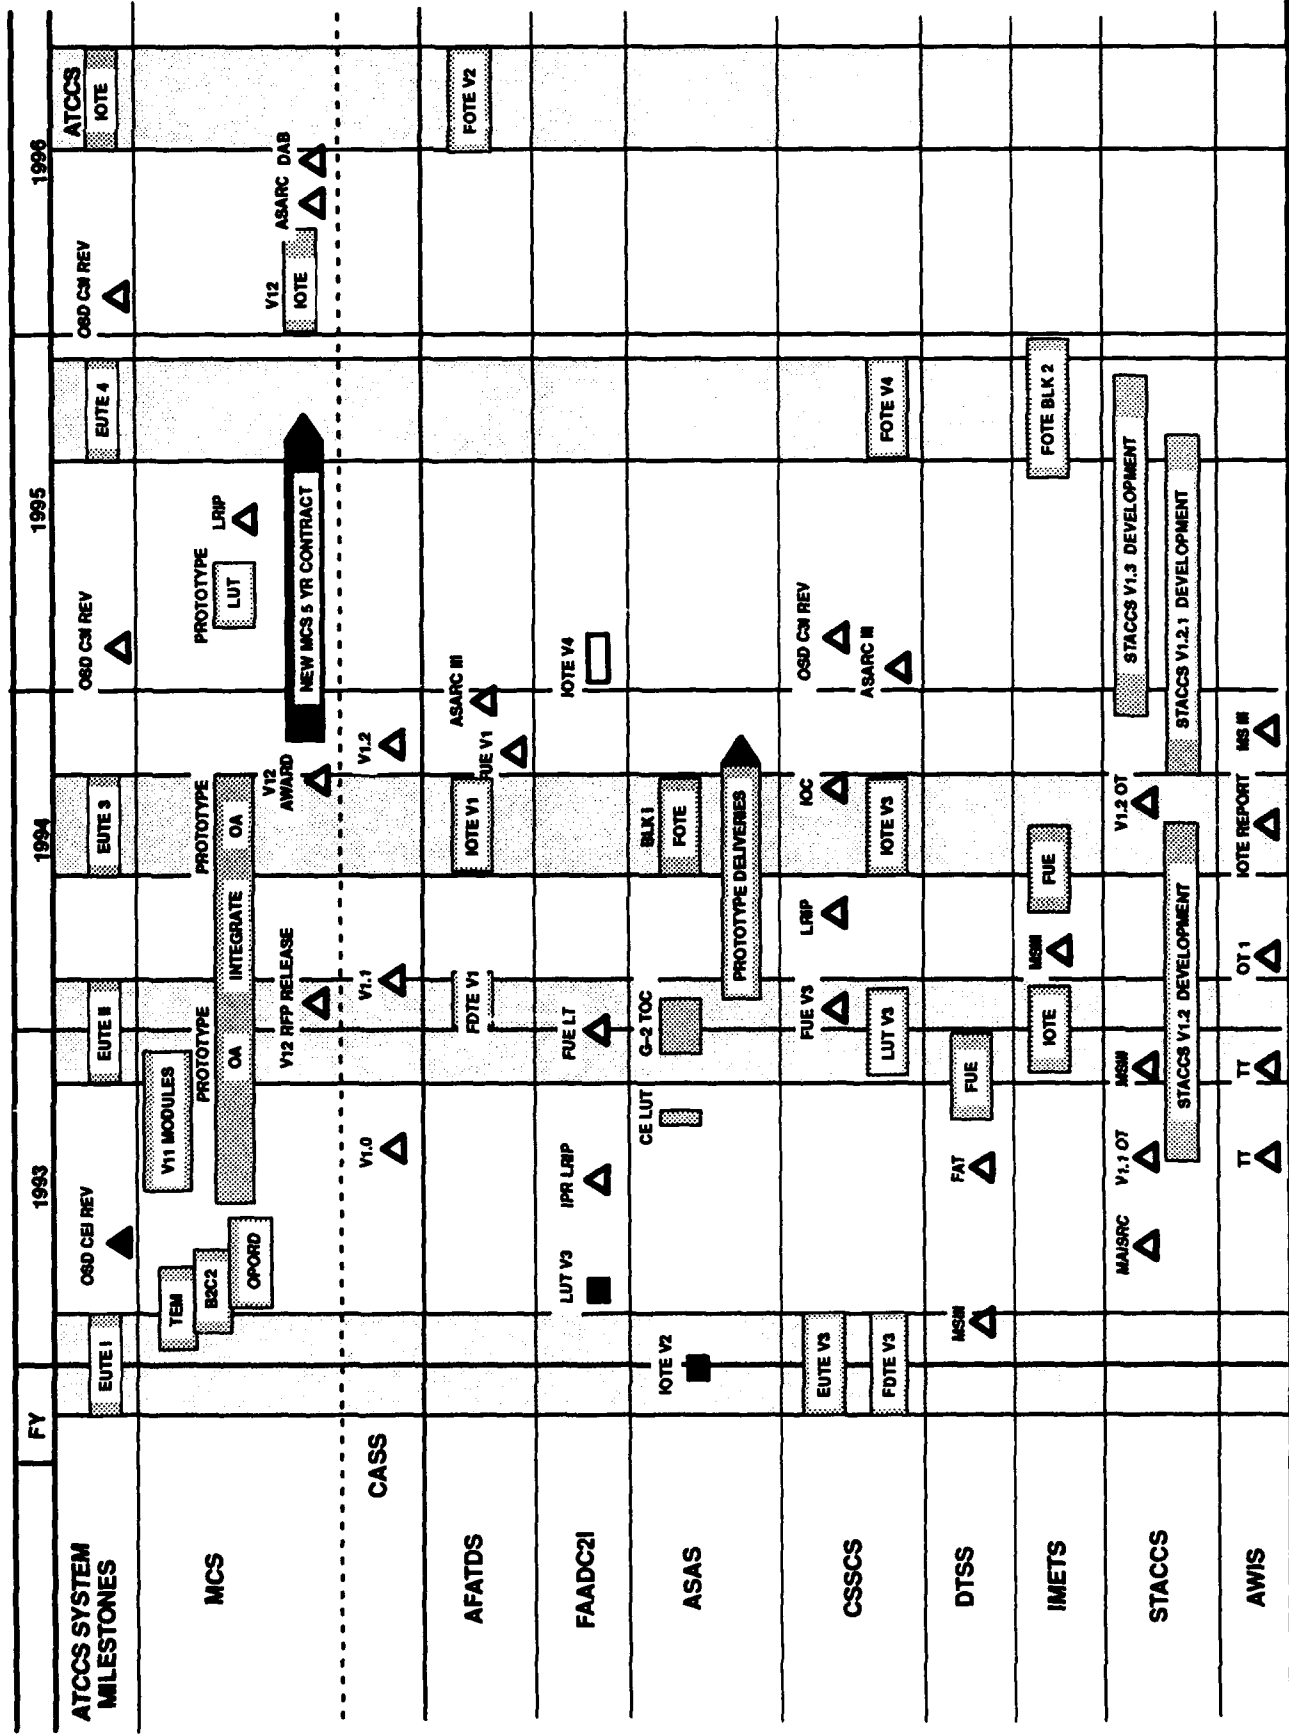 FY
1993
1994
1995
1996
ATCCS SYSTEM
MILESTONES
EUTE I
OSD CEI REV
EUTE II
EUTE 3
OSD C3I REV
EUTE 4
OSD C3I REV
ATCCS
IOTE
MCS
TEM
B2C2
OPORD
V11 MODULES
PROTOTYPE
OA
INTEGRATE
PROTOTYPE
OA
V12 RFP RELEASE
V12
AWARD
NEW MCS 5 YR CONTRACT
PROTOTYPE
LUT
LRIP
V12
IOTE
ASARC
DAB
CASS
V1.0
V1.1
V1.2
AFATDS
FDTE V1
IOTE V1
FUE V1
ASARC III
FOTE V2
FAADC2I
LUT V3
IPR LRIP
FUE LT
IOTE V4
ASAS
IOTE V2
CE LUT
G-2 TOC
BLK I
FOTE
PROTOTYPE DELIVERIES
CSSCS
EUTE V3
FDTE V3
FUE V3
LUT V3
LRIP
IOC
IOTE V3
OSD C3I REV
ASARC III
FOTE V4
DTSS
MSIII
FAT
FUE
IMETS
IOTE
MSIII
FUE
FOTE BLK 2
STACCS
MAISRC
V1.1 OT
MSIII
V1.2 OT
STACCS V1.2 DEVELOPMENT
STACCS V1.3 DEVELOPMENT
STACCS V1.2.1 DEVELOPMENT
AWIS
TT
TT
OT 1
IOTE REPORT
MS III